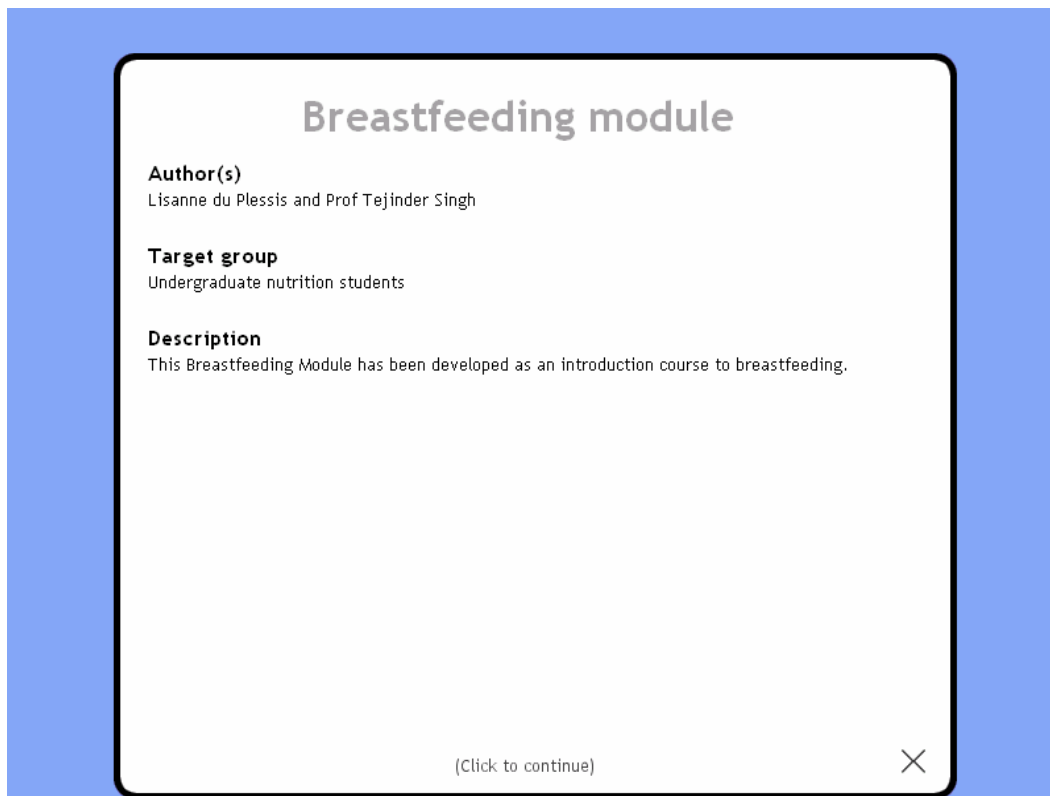 Breastfeeding module
Author(s)
Lisanne du Plessis and Prof Tejinder Singh
Target group
Undergraduate nutrition students
Description
This Breastfeeding Module has been developed as an introduction course to breastfeeding.
(Click to continue)